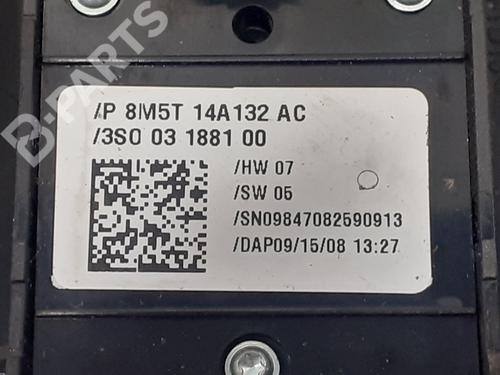 B-PARTS
/P 8M5T 14A132 AC
/3S0 03 1881 00
/HW 07
/SW 05
/SN09847082590913
/DAP09/15/08 13:27